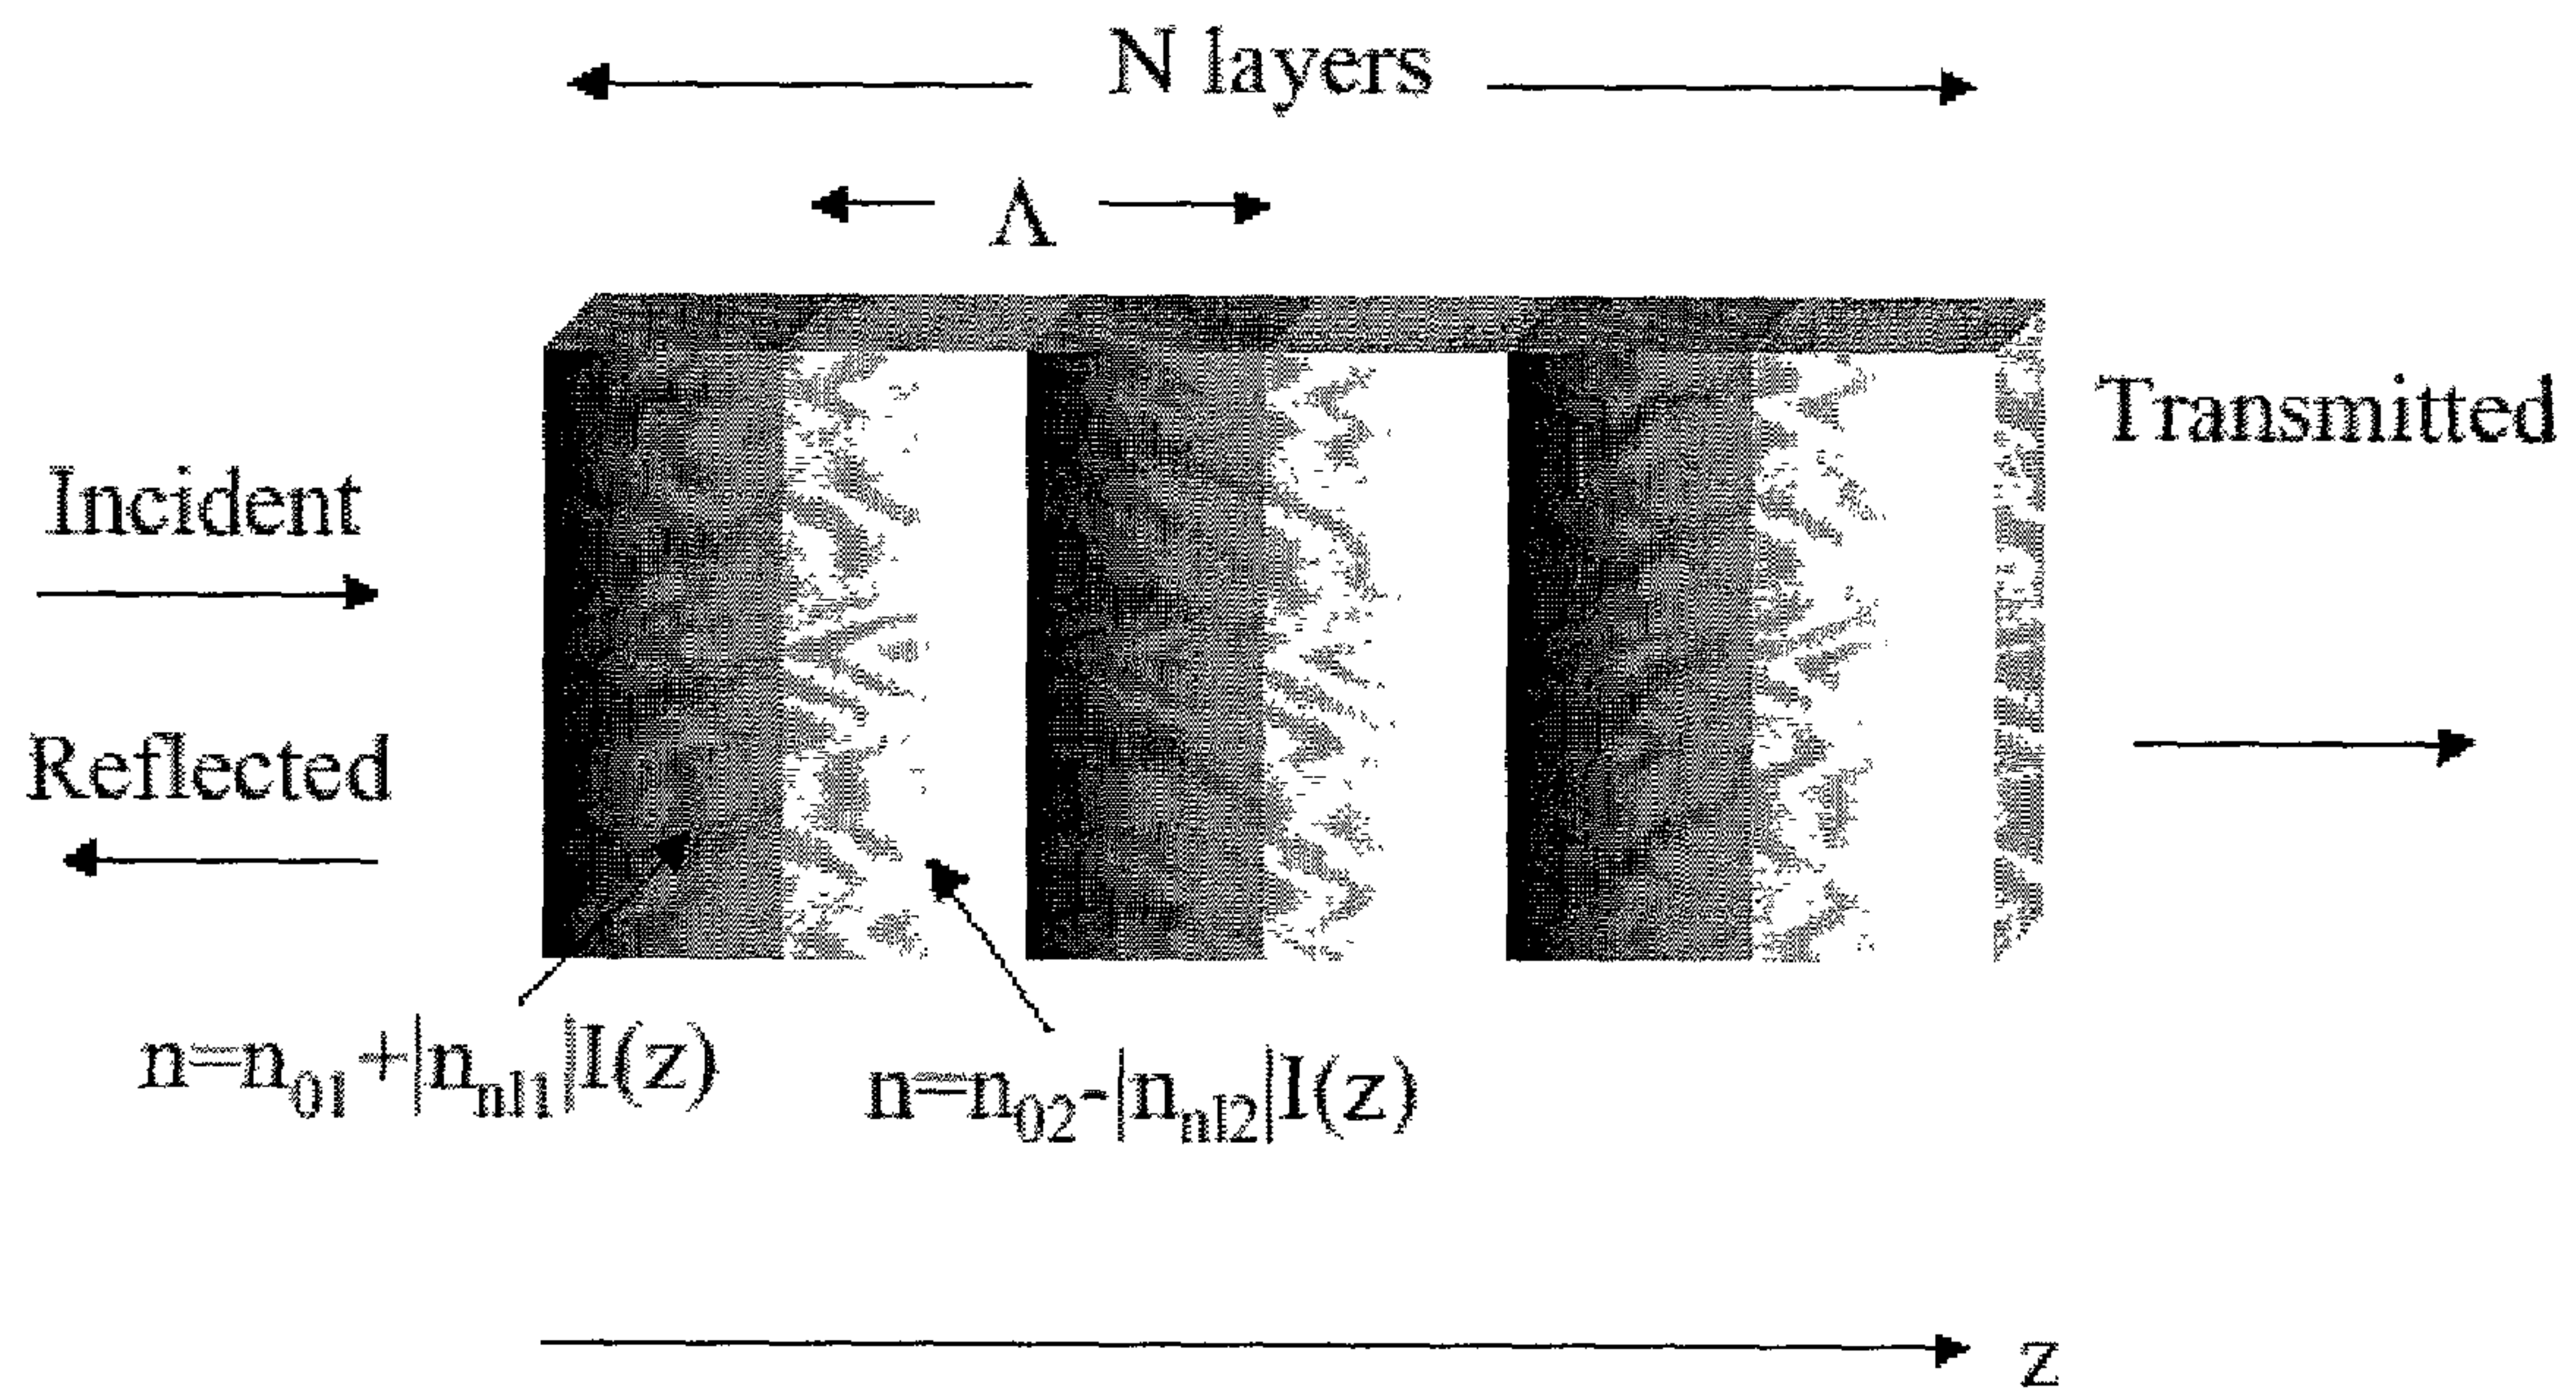 N layers
Λ
Transmitted
Incident
Reflected
n=n₀₁+|nₙₗ₁|I(z)
n=n₀₂-|nₙₗ₂|I(z)
z